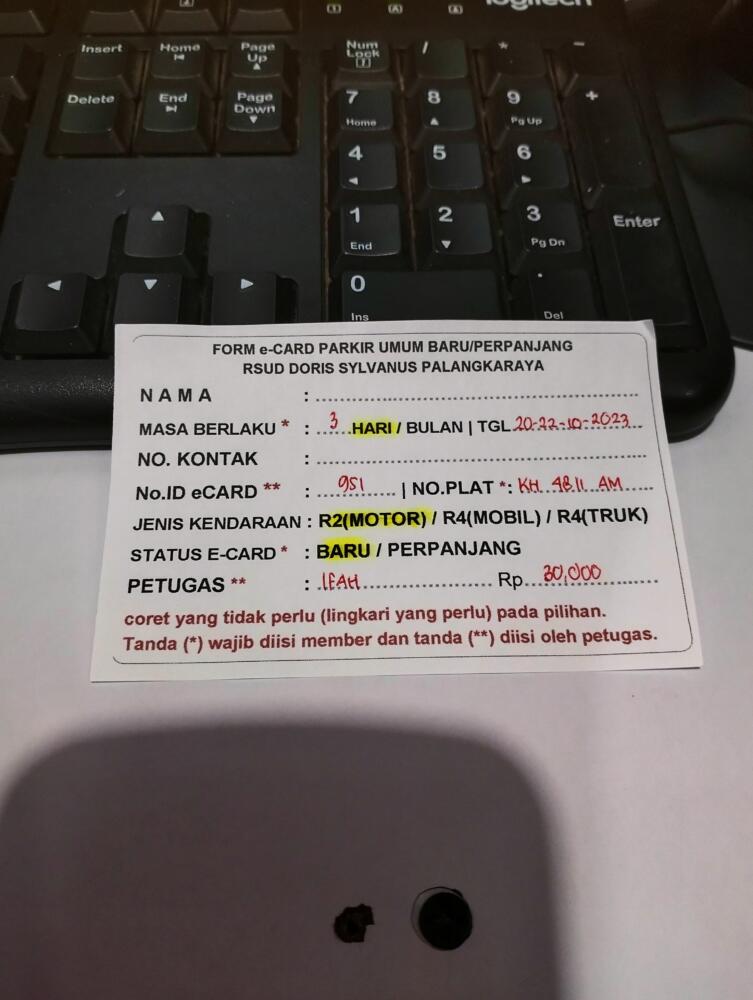 logitech
Insert Home Page Up Num Lock / * -
Delete End Page Down 7 Home 8 9 Pg Up +
4 5 6
1 End 2 3 Pg Dn Enter
0 Ins . Del
FORM e-CARD PARKIR UMUM BARU/PERPANJANG
RSUD DORIS SYLVANUS PALANGKARAYA
N A M A :
MASA BERLAKU * : 3 HARI / BULAN | TGL 20-22-10-2023
NO. KONTAK :
No.ID eCARD ** : 951 | NO.PLAT *: KH 4811 AM
JENIS KENDARAAN : R2(MOTOR) / R4(MOBIL) / R4(TRUK)
STATUS E-CARD * : BARU / PERPANJANG
PETUGAS ** : Rp. 30,000
coret yang tidak perlu (lingkari yang perlu) pada pilihan.
Tanda (*) wajib diisi member dan tanda (**) diisi oleh petugas.